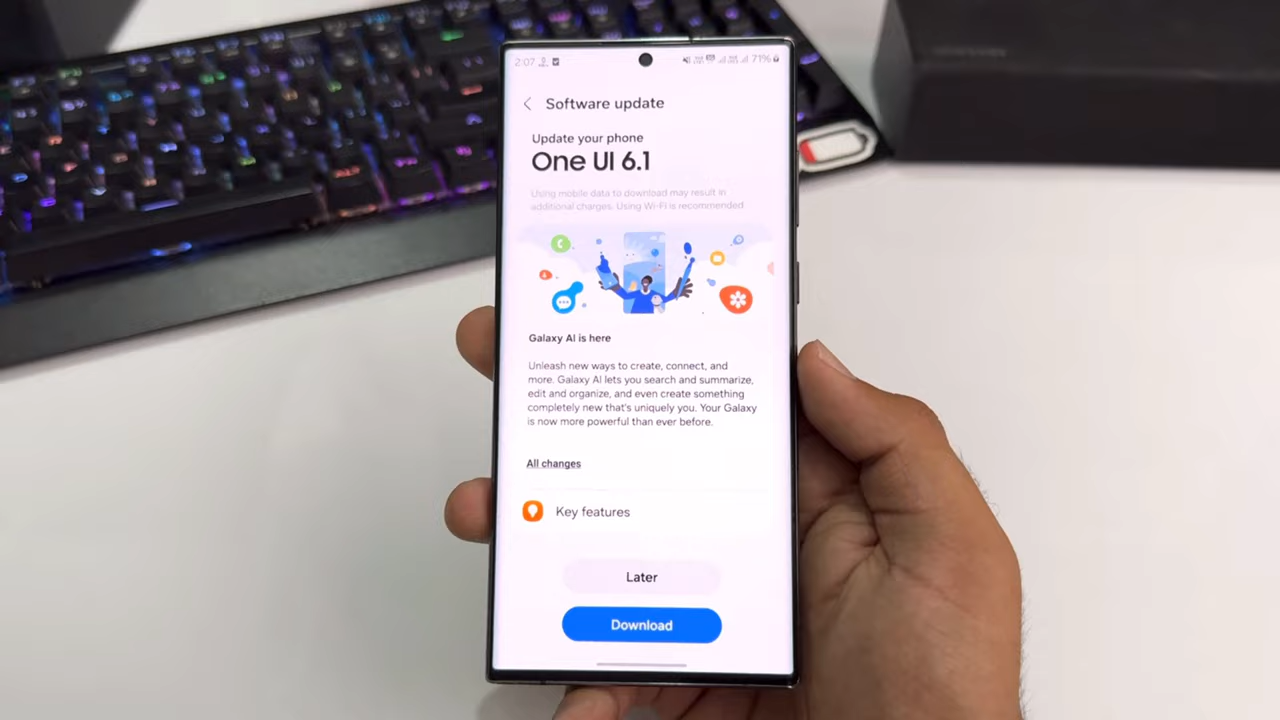 2:07 71%
Software update
Update your phone
One UI 6.1
Using mobile data to download may result in
additional charges. Using Wi-Fi is recommended
Galaxy AI is here
Unleash new ways to create, connect, and
more. Galaxy AI lets you search and summarize,
edit and organize, and even create something
completely new that's uniquely you. Your Galaxy
is now more powerful than ever before.
All changes
Key features
Later
Download